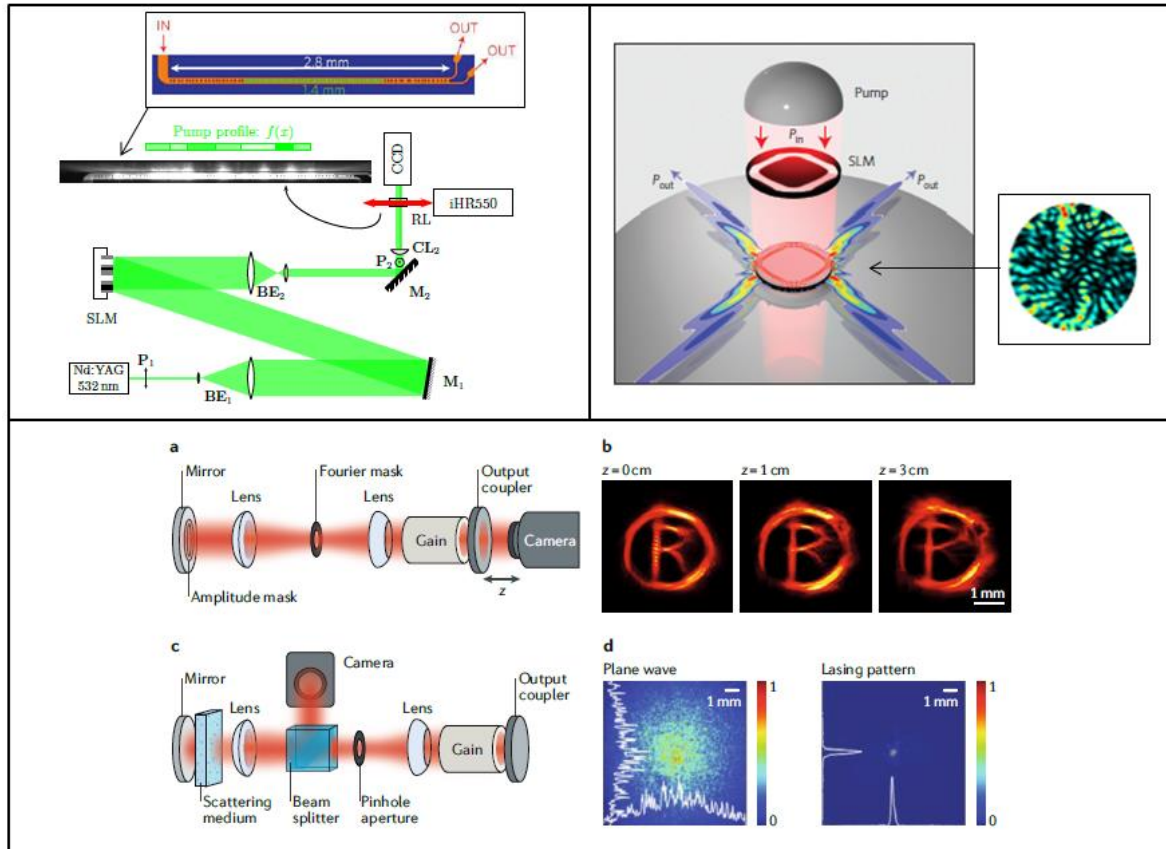 IN
OUT
OUT
2.8 mm
1.4 mm
Pump profile: f(x)
CCD
RL
iHR550
CL₂
P₂
M₂
BE₂
SLM
Nd:YAG
532 nm
P₁
BE₁
M₁
Pump
P_in
SLM
P_out
P_out
a
Mirror
Lens
Fourier mask
Lens
Output
coupler
Gain
Camera
z
Amplitude mask
b
z = 0 cm
z = 1 cm
z = 3 cm
R
R
R
1 mm
c
Camera
Mirror
Lens
Lens
Output
coupler
Gain
Scattering
medium
Beam
splitter
Pinhole
aperture
d
Plane wave
1 mm
1
0
Lasing pattern
1 mm
1
0